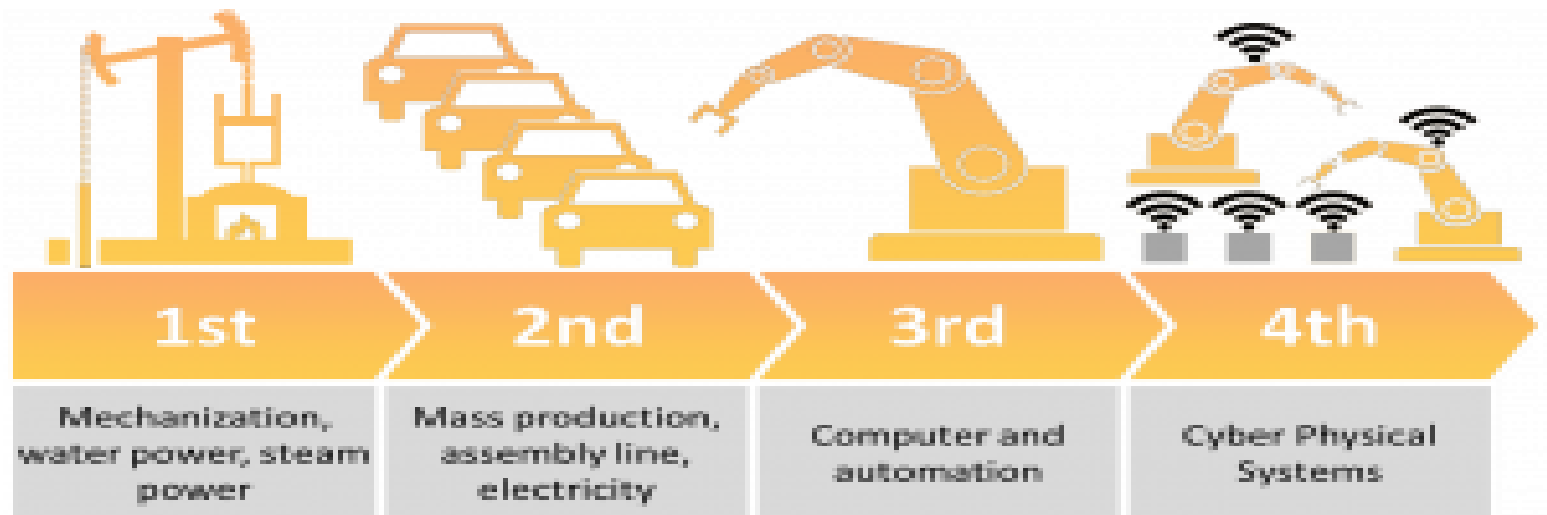 1st
2nd
3rd
4th
Mechanization,
water power, steam
power
Mass production,
assembly line,
electricity
Computer and
automation
Cyber Physical
Systems